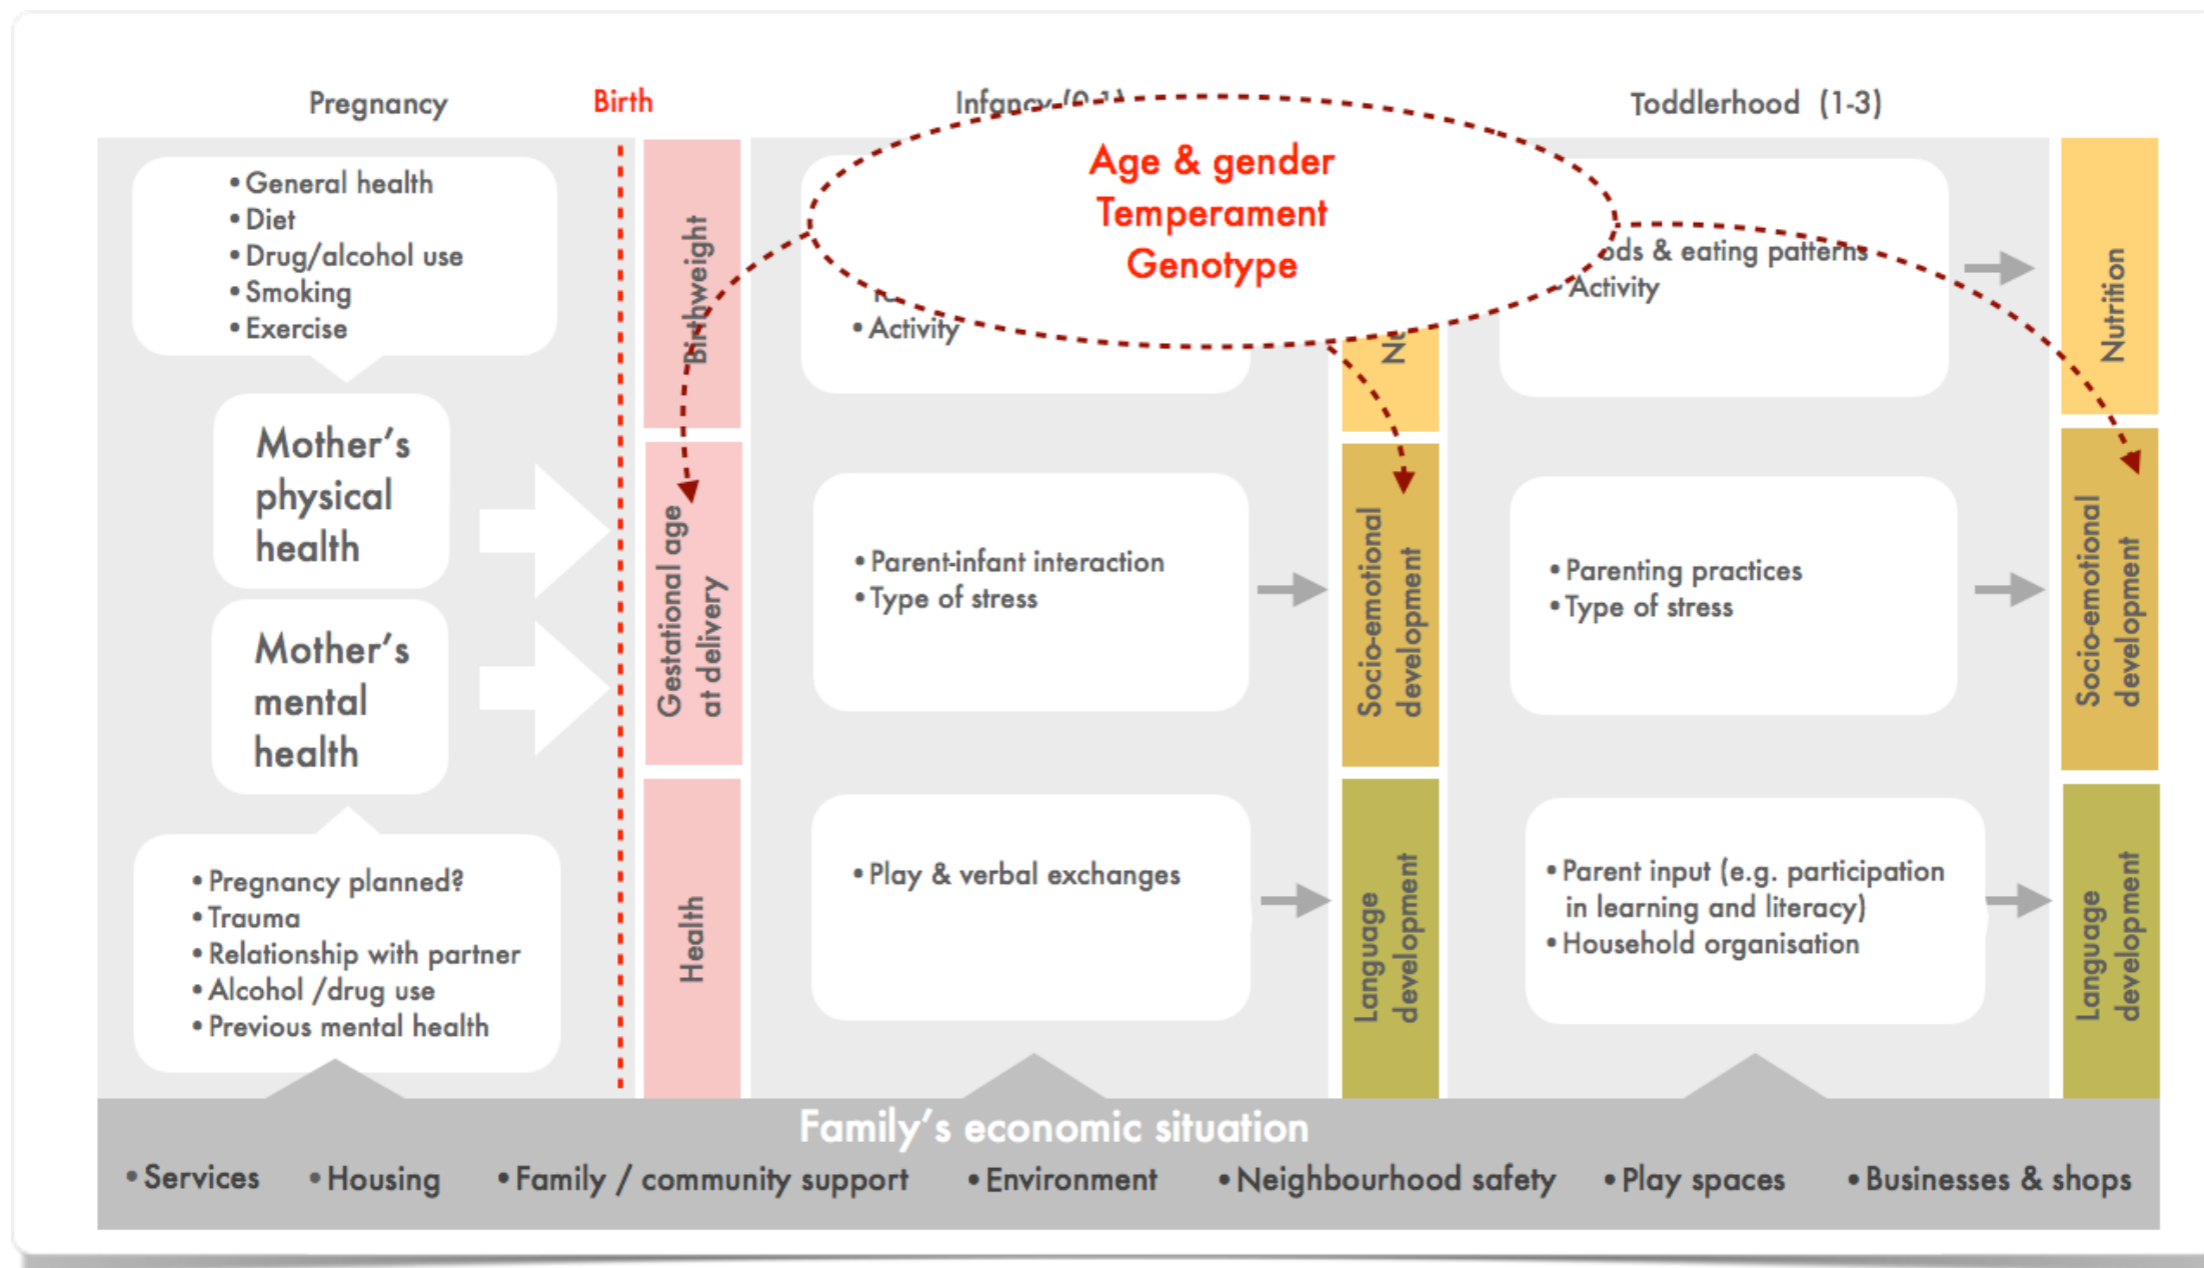 Pregnancy
Birth
Infancy (0-1)
Toddlerhood (1-3)
• General health
• Diet
• Drug/alcohol use
• Smoking
• Exercise
Mother's
physical
health
Mother's
mental
health
• Pregnancy planned?
• Trauma
• Relationship with partner
• Alcohol /drug use
• Previous mental health
Birthweight
Gestational age
at delivery
Health
Age & gender
Temperament
Genotype
• Activity
• Parent-infant interaction
• Type of stress
• Play & verbal exchanges
Socio-emotional
development
Language
development
& eating patterns
• Activity
• Parenting practices
• Type of stress
• Parent input (e.g. participation
in learning and literacy)
• Household organisation
Nutrition
Socio-emotional
development
Language
development
Family's economic situation
• Services
• Housing
• Family / community support
• Environment
• Neighbourhood safety
• Play spaces
• Businesses & shops